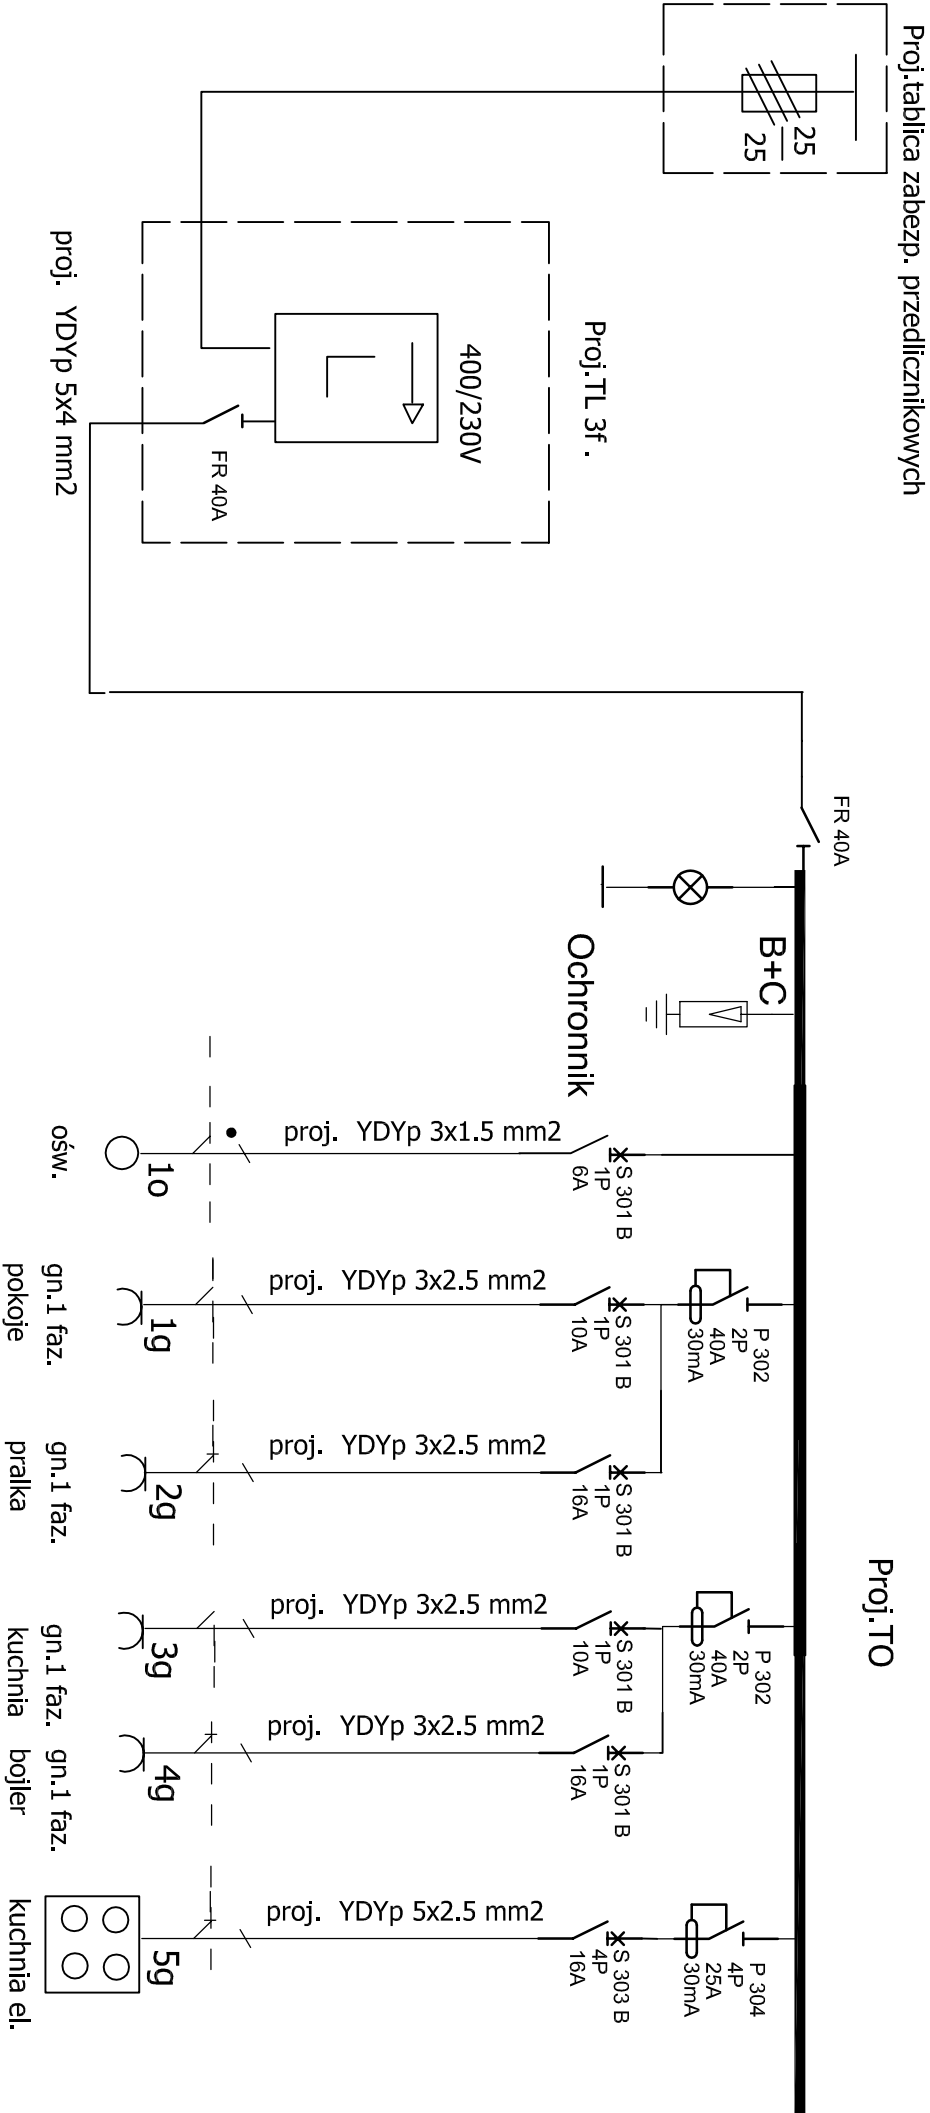 Proj.tablica zabezp. przedlicznikowych
25
25
Proj.TL 3f .
400/230V
FR 40A
proj. YDYp 5x4 mm2
FR 40A
Proj.TO
B+C
Ochronnik
S 301 B
1P
6A
proj. YDYp 3x1.5 mm2
1o
ośw.
P 302
2P
40A
30mA
S 301 B
1P
10A
proj. YDYp 3x2.5 mm2
1g
gn.1 faz.
pokoje
S 301 B
1P
16A
proj. YDYp 3x2.5 mm2
2g
gn.1 faz.
pralka
P 302
2P
40A
30mA
S 301 B
1P
10A
proj. YDYp 3x2.5 mm2
3g
gn.1 faz.
kuchnia
S 301 B
1P
16A
proj. YDYp 3x2.5 mm2
4g
gn.1 faz.
bojler
P 304
4P
25A
30mA
S 303 B
4P
16A
proj. YDYp 5x2.5 mm2
5g
kuchnia el.